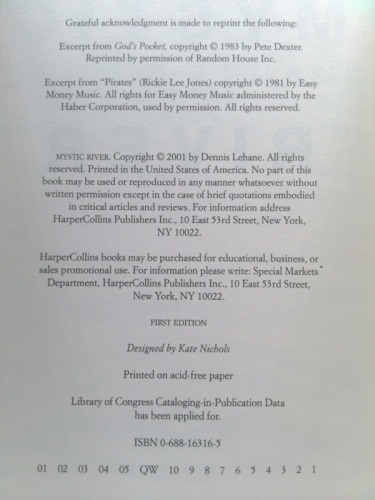 Grateful acknowledgment is made to reprint the following:
Excerpt from God's Pocket, copyright © 1983 by Pete Dexter.
Reprinted by permission of Random House Inc.
Excerpt from "Pirates" (Rickie Lee Jones) copyright © 1981 by Easy
Money Music. All rights for Easy Money Music administered by the
Haber Corporation, used by permission. All rights reserved.
MYSTIC RIVER. Copyright © 2001 by Dennis Lehane. All rights
reserved. Printed in the United States of America. No part of this
book may be used or reproduced in any manner whatsoever without
written permission except in the case of brief quotations embodied
in critical articles and reviews. For information address
HarperCollins Publishers Inc., 10 East 53rd Street, New York,
NY 10022.
HarperCollins books may be purchased for educational, business, or
sales promotional use. For information please write: Special Markets
Department, HarperCollins Publishers Inc., 10 East 53rd Street,
New York, NY 10022.
FIRST EDITION
Designed by Kate Nichols
Printed on acid-free paper
Library of Congress Cataloging-in-Publication Data
has been applied for.
ISBN 0-688-16316-5
01 02 03 04 05 QW 10 9 8 7 6 5 4 3 2 1